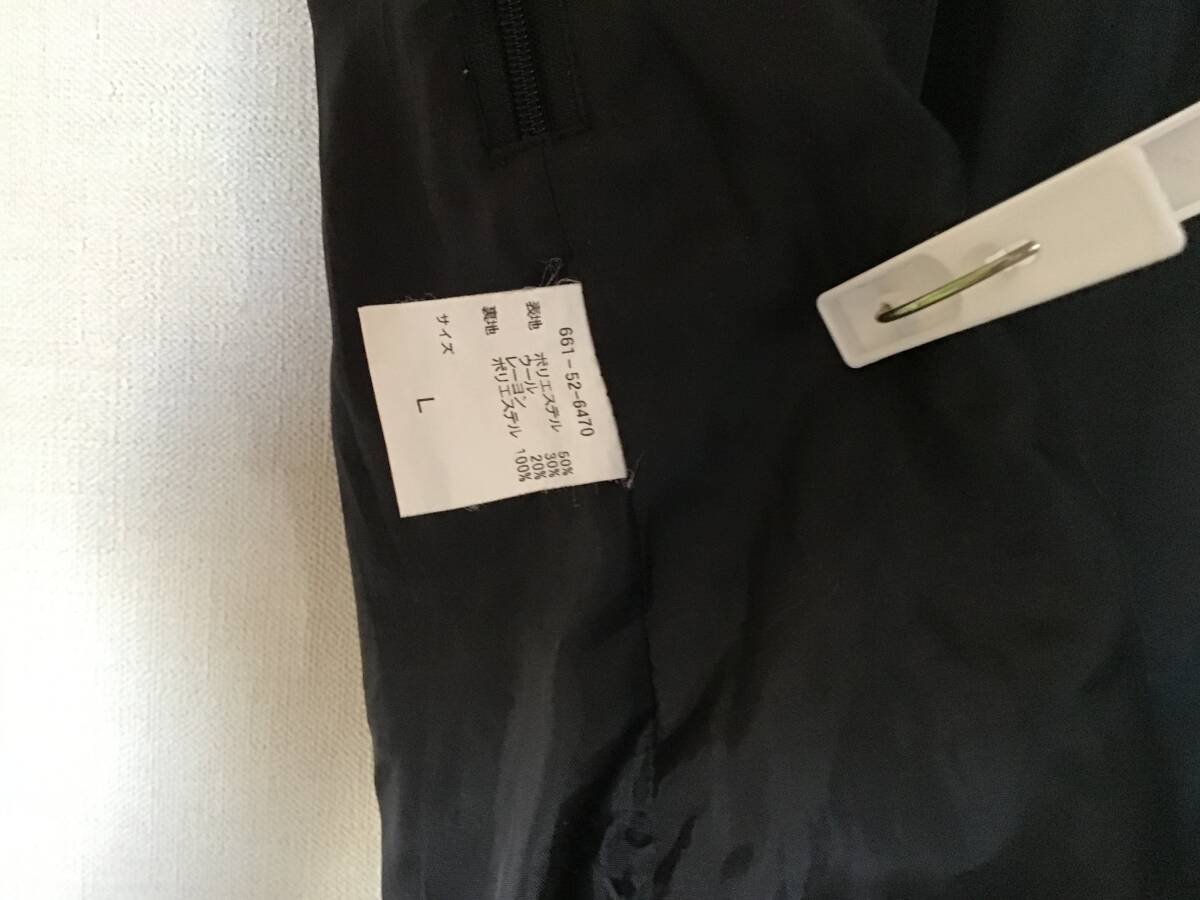 661-52-6470
表地 ポリエステル 50%
ウール 30%
レーヨン 20%
裏地 ポリエステル 100%
サイズ L